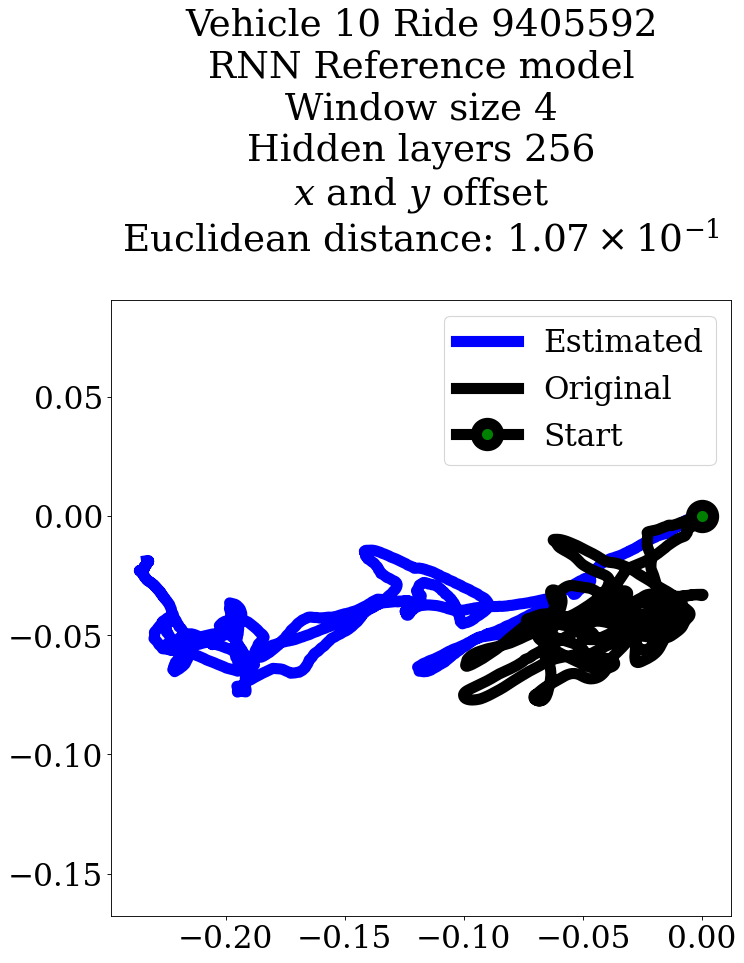 Vehicle 10 Ride 9405592
RNN Reference model
Window size 4
Hidden layers 256
x and y offset
Euclidean distance: 1.07 × 10⁻¹
Estimated
Original
Start
0.05
0.00
−0.05
−0.10
−0.15
−0.20 −0.15 −0.10 −0.05 0.00